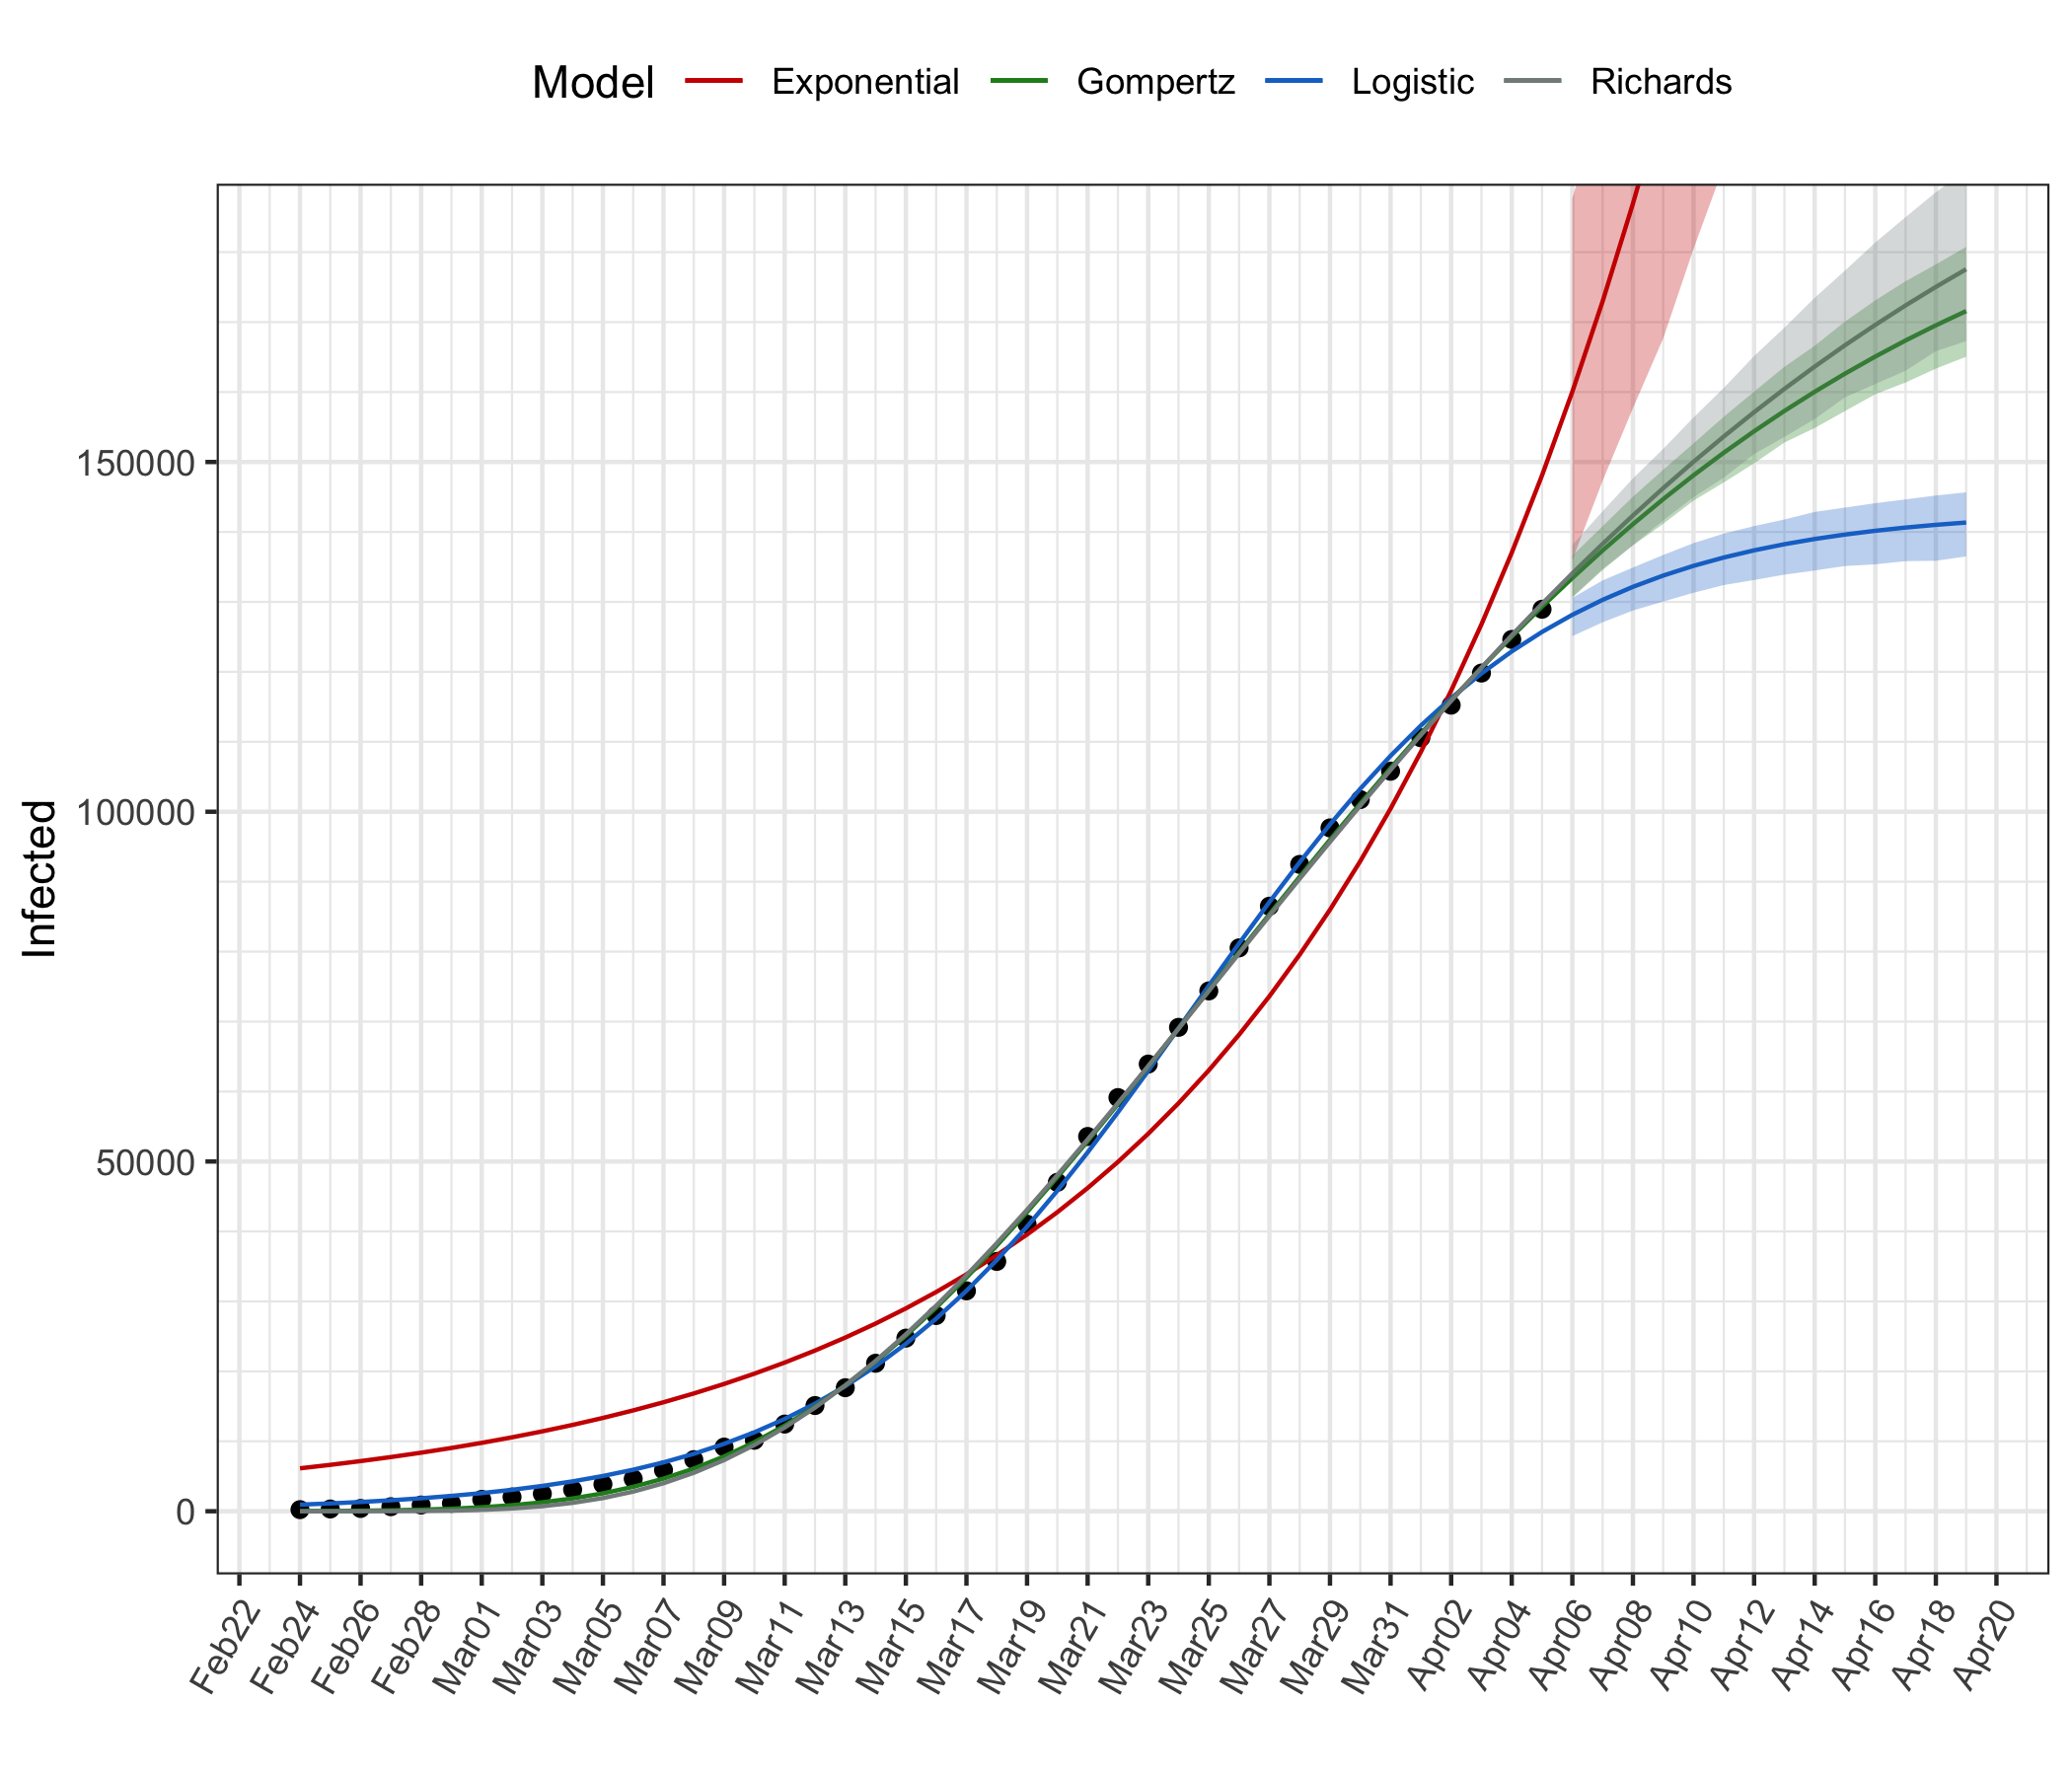 Model Exponential Gompertz Logistic Richards
150000
100000
50000
0
Infected
Feb22 Feb24 Feb26 Feb28 Mar01 Mar03 Mar05 Mar07 Mar09 Mar11 Mar13 Mar15 Mar17 Mar19 Mar21 Mar23 Mar25 Mar27 Mar29 Mar31 Apr02 Apr04 Apr06 Apr08 Apr10 Apr12 Apr14 Apr16 Apr18 Apr20